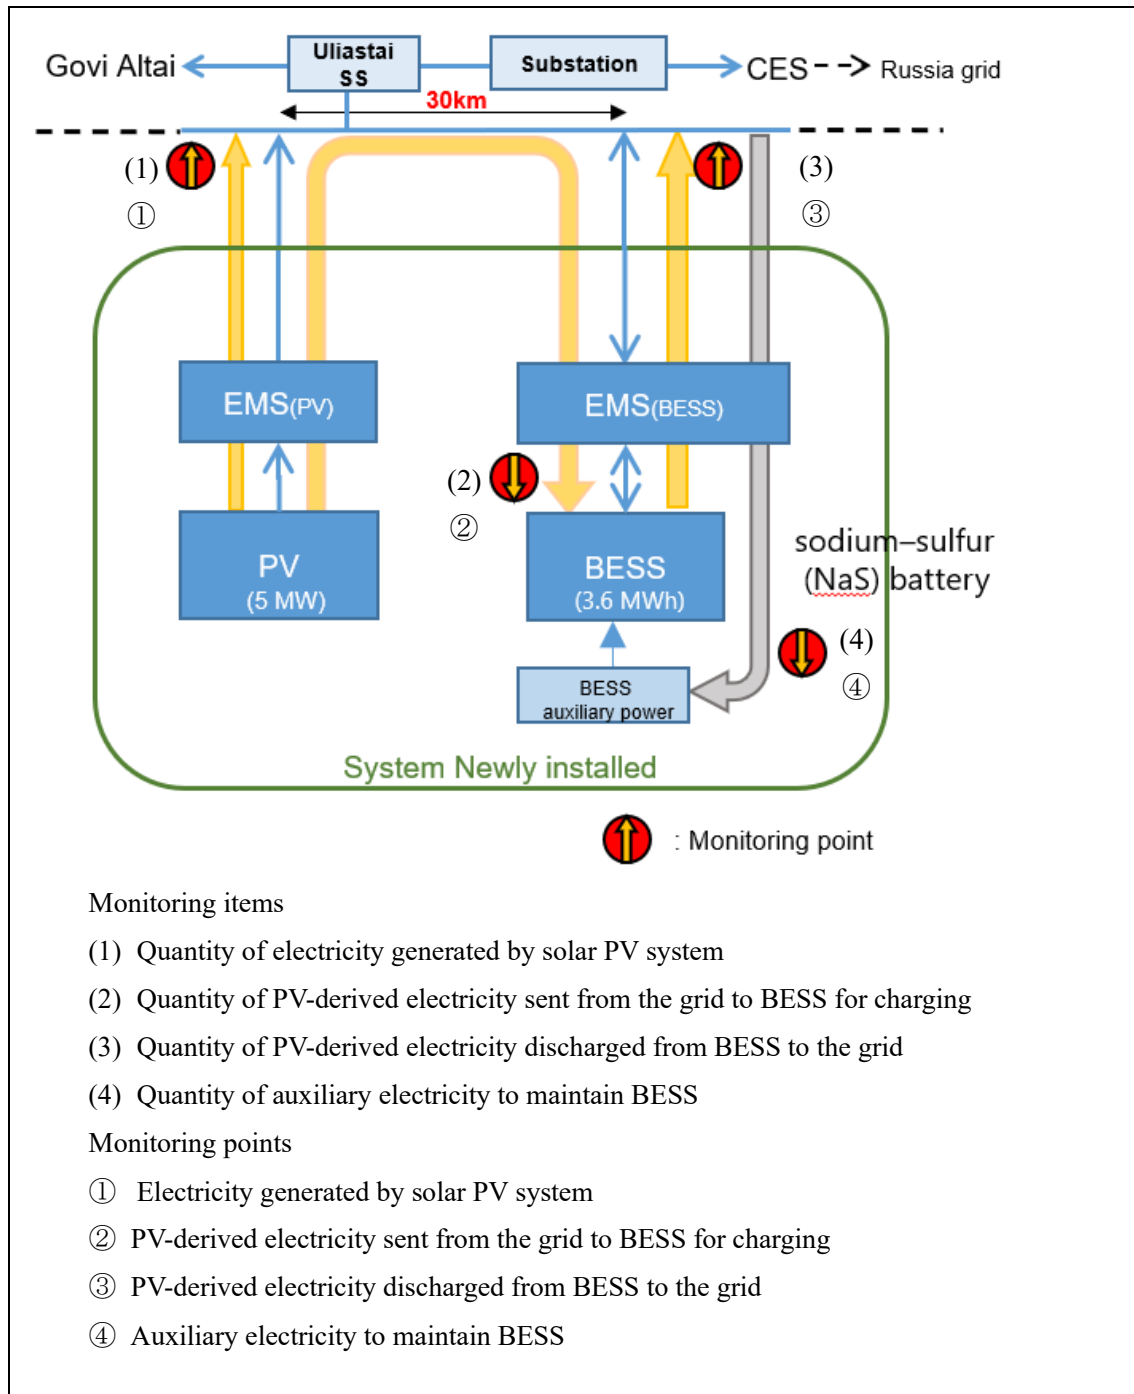 Govi Altai
Uliastai
SS
Substation
CES
Russia grid
30km
(1)
①
(3)
③
EMS(PV)
EMS(BESS)
(2)
②
PV
(5 MW)
BESS
(3.6 MWh)
sodium–sulfur
(NaS) battery
(4)
④
BESS
auxiliary power
System Newly installed
: Monitoring point
Monitoring items
(1) Quantity of electricity generated by solar PV system
(2) Quantity of PV-derived electricity sent from the grid to BESS for charging
(3) Quantity of PV-derived electricity discharged from BESS to the grid
(4) Quantity of auxiliary electricity to maintain BESS
Monitoring points
① Electricity generated by solar PV system
② PV-derived electricity sent from the grid to BESS for charging
③ PV-derived electricity discharged from BESS to the grid
④ Auxiliary electricity to maintain BESS